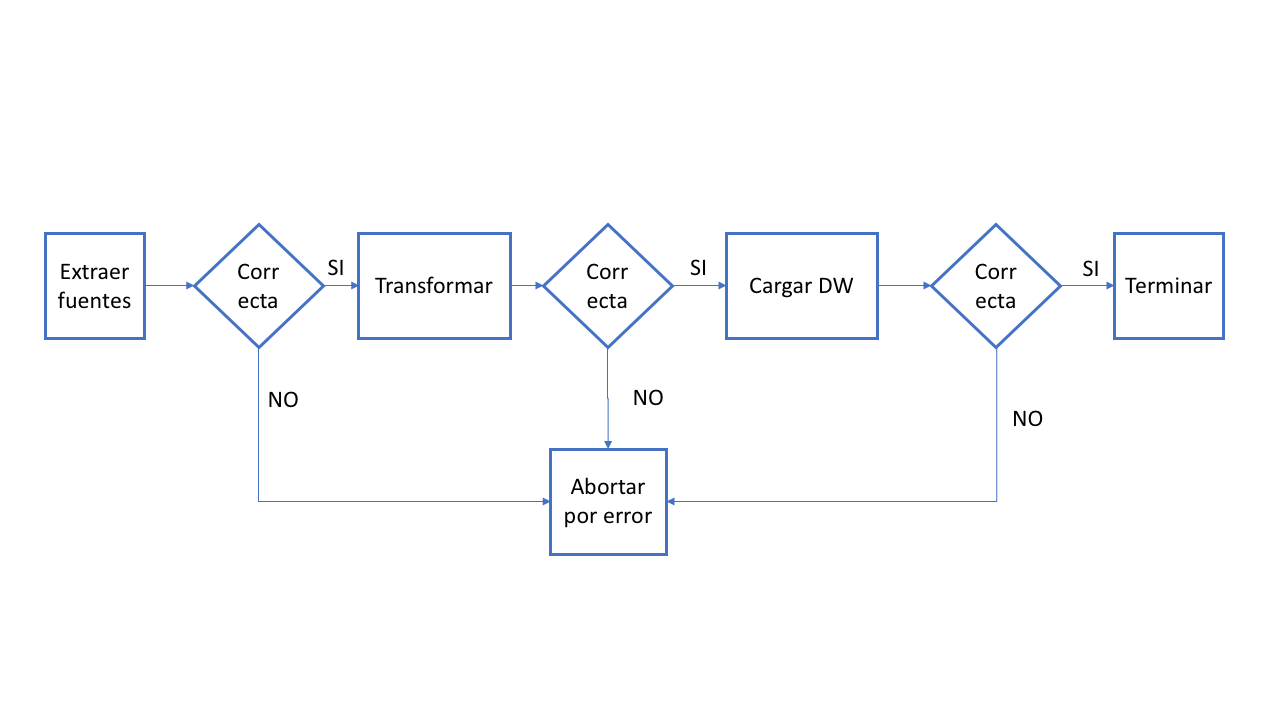 Extraer
fuentes
Corr
ecta
SI
Transformar
Corr
ecta
SI
Cargar DW
Corr
ecta
SI
Terminar
NO
NO
NO
Abortar
por error